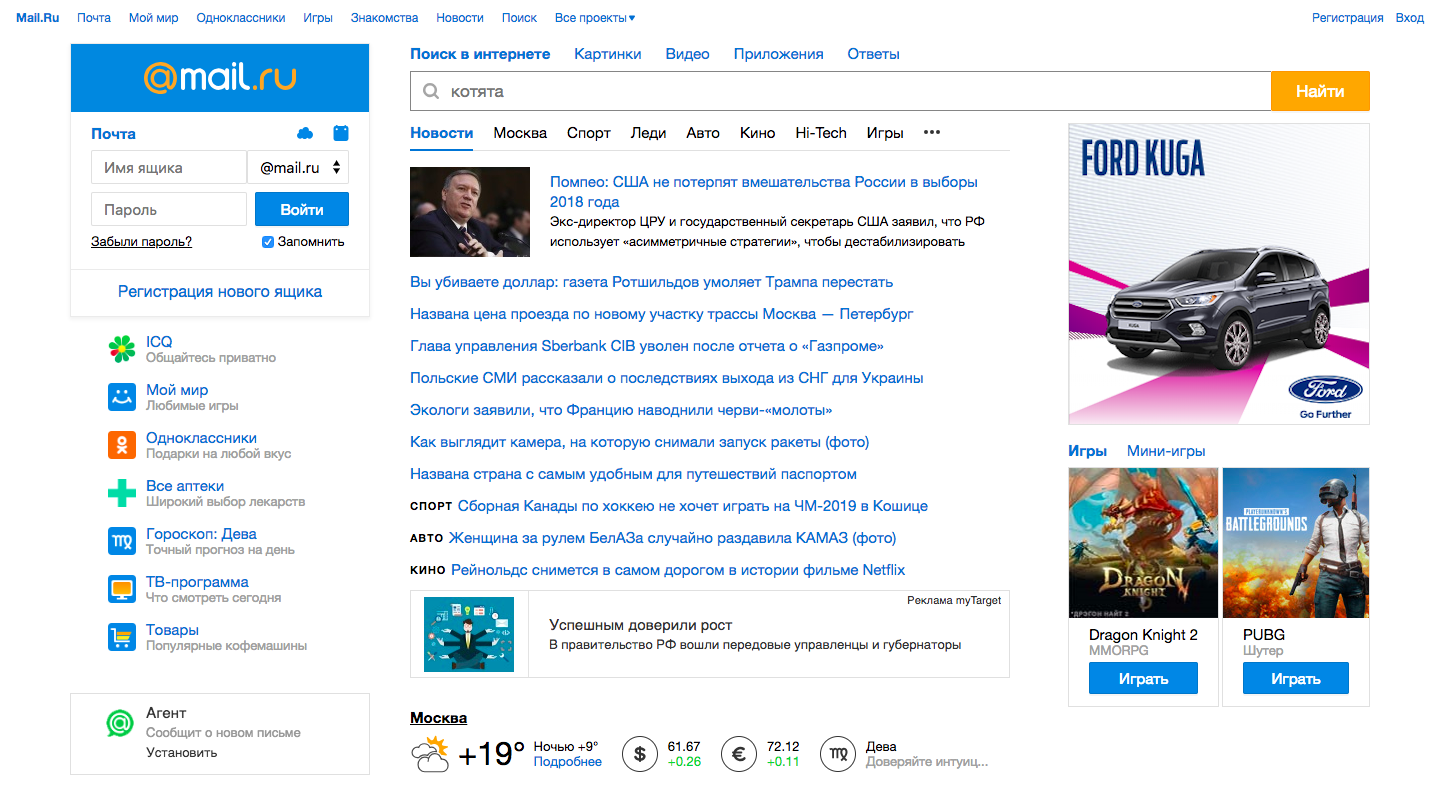 Mail.Ru Почта Мой мир Одноклассники Игры Знакомства Новости Поиск Все проекты Регистрация Вход
@mail.ru
Почта
Имя ящика @mail.ru
Пароль Войти
Забыли пароль? Запомнить
Регистрация нового ящика
ICQ
Общайтесь приватно
Мой мир
Любимые игры
Одноклассники
Подарки на любой вкус
Все аптеки
Широкий выбор лекарств
Гороскоп: Дева
Точный прогноз на день
ТВ-программа
Что смотреть сегодня
Товары
Популярные кофемашины
Агент
Сообщит о новом письме
Установить
Поиск в интернете Картинки Видео Приложения Ответы
котята Найти
Новости Москва Спорт Леди Авто Кино Hi-Tech Игры •••
Помпео: США не потерпят вмешательства России в выборы
2018 года
Экс-директор ЦРУ и государственный секретарь США заявил, что РФ
использует «асимметричные стратегии», чтобы дестабилизировать
Вы убиваете доллар: газета Ротшильдов умоляет Трампа перестать
Названа цена проезда по новому участку трассы Москва — Петербург
Глава управления Sberbank CIB уволен после отчета о «Газпроме»
Польские СМИ рассказали о последствиях выхода из СНГ для Украины
Экологи заявили, что Францию наводнили черви-«молоты»
Как выглядит камера, на которую снимали запуск ракеты (фото)
Названа страна с самым удобным для путешествий паспортом
СПОРТ Сборная Канады по хоккею не хочет играть на ЧМ-2019 в Кошице
АВТО Женщина за рулем БелАЗа случайно раздавила КАМАЗ (фото)
КИНО Рейнольдс снимется в самом дорогом в истории фильме Netflix
Реклама myTarget
Успешным доверили рост
В правительство РФ вошли передовые управленцы и губернаторы
Москва
+19° Ночью +9° $ 61.67 € 72.12 Дева
Подробнее +0.26 +0.11 Доверяйте интуиц...
FORD KUGA
KUGA
Ford
Go Further
Игры Мини-игры
DRAGON
KNIGHT
*ДРЭГОН НАЙТ 2
Dragon Knight 2
MMORPG
Играть
PLAYERUNKNOWN'S
BATTLEGROUNDS
PUBG
Шутер
Играть